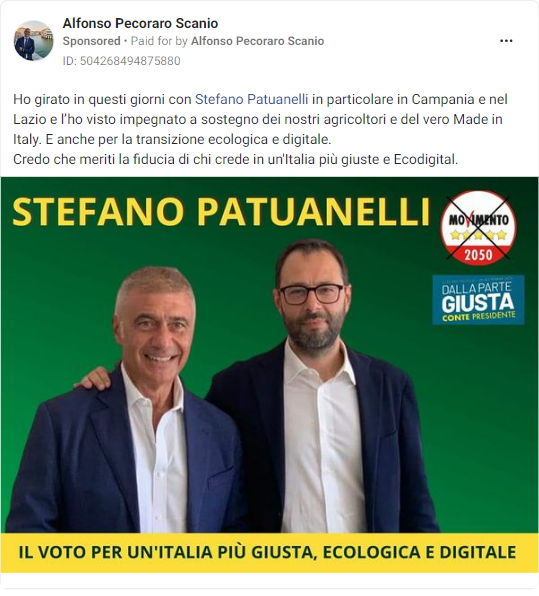 Alfonso Pecoraro Scanio
Sponsored • Paid for by Alfonso Pecoraro Scanio
ID: 504268494875880
Ho girato in questi giorni con Stefano Patuanelli in particolare in Campania e nel
Lazio e l'ho visto impegnato a sostegno dei nostri agricoltori e del vero Made in
Italy. E anche per la transizione ecologica e digitale.
Credo che meriti la fiducia di chi crede in un'Italia più giuste e Ecodigital.
STEFANO PATUANELLI
MOVIMENTO
2050
DALLA PARTE
GIUSTA
CONTE PRESIDENTE
IL VOTO PER UN'ITALIA PIÙ GIUSTA, ECOLOGICA E DIGITALE